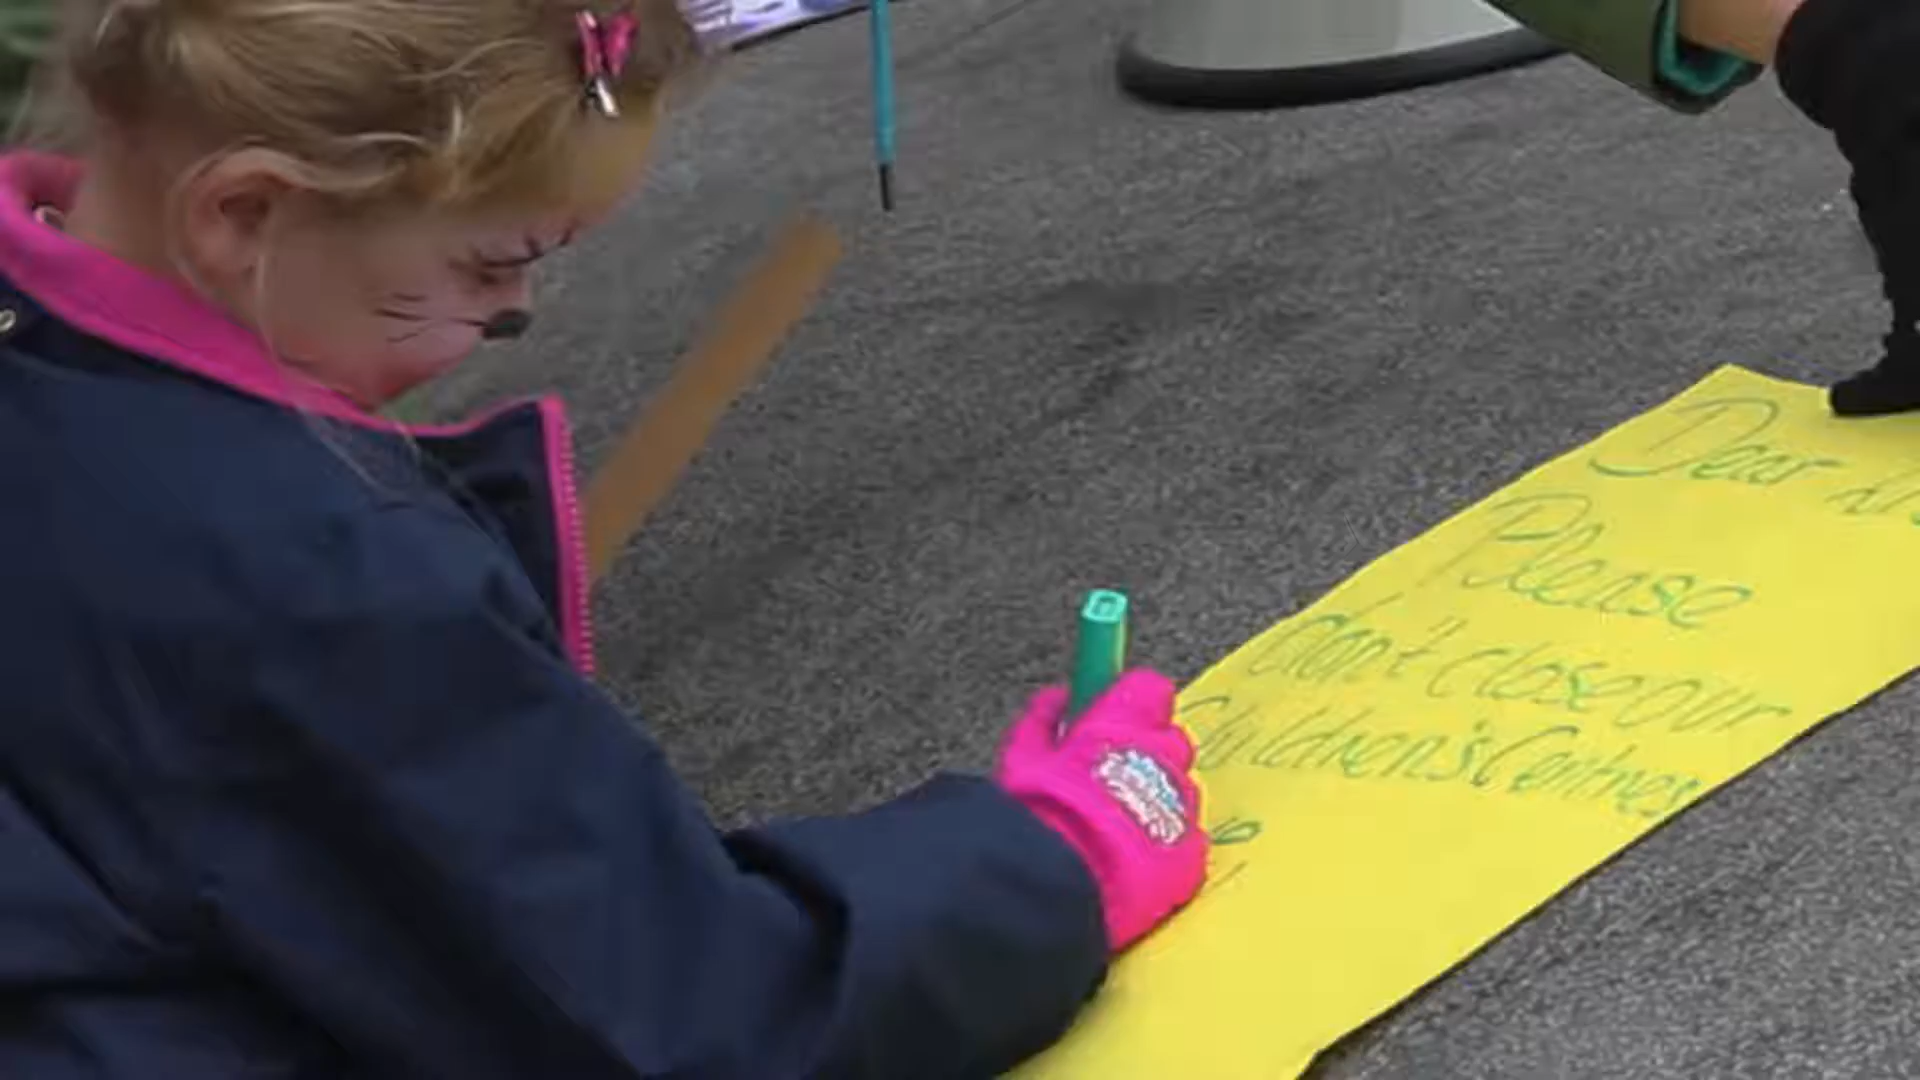 Dear
Please
don't close our
Children's Centres